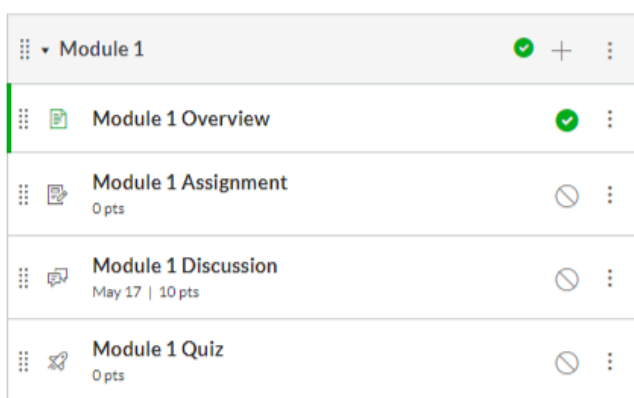 Module 1
Module 1 Overview
Module 1 Assignment
0 pts
Module 1 Discussion
May 17 | 10 pts
Module 1 Quiz
0 pts